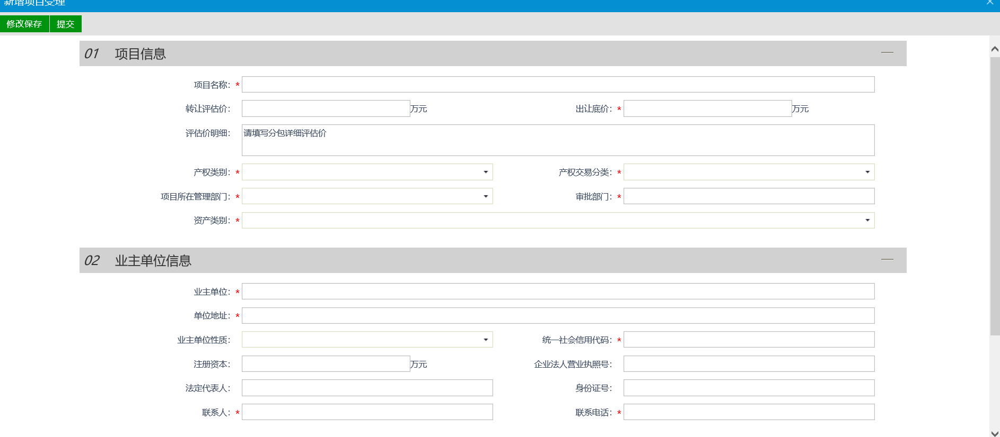 新增项目受理
修改保存 提交
01 项目信息
项目名称：*
转让评估价： 万元 出让底价：* 万元
评估价明细： 请填写分包详细评估价
产权类别：* 产权交易分类：*
项目所在管理部门：* 审批部门：*
资产类别：*
02 业主单位信息
业主单位：*
单位地址：*
业主单位性质： 统一社会信用代码：*
注册资本： 万元 企业法人营业执照号：
法定代表人： 身份证号：
联系人：* 联系电话：*